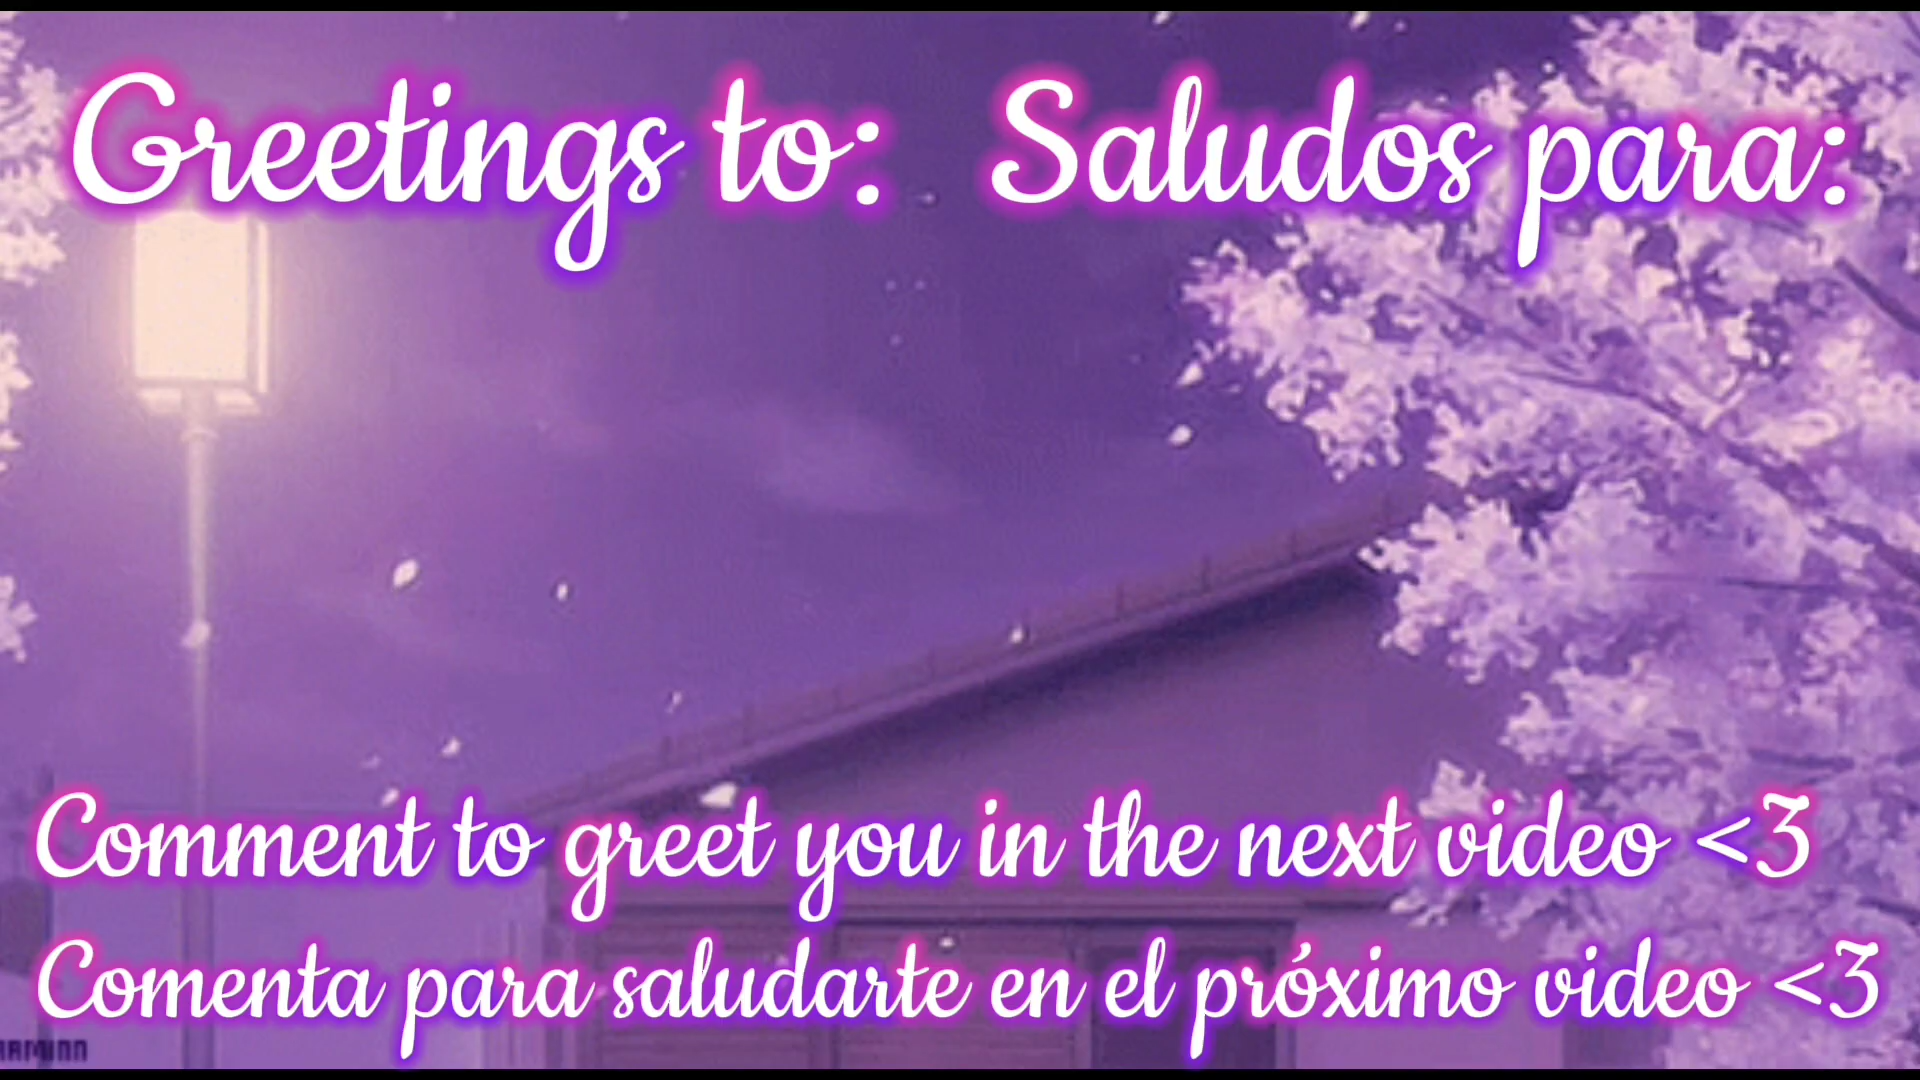 Greetings to: Saludos para:
Comment to greet you in the next video <3
Comenta para saludarte en el próximo video <3